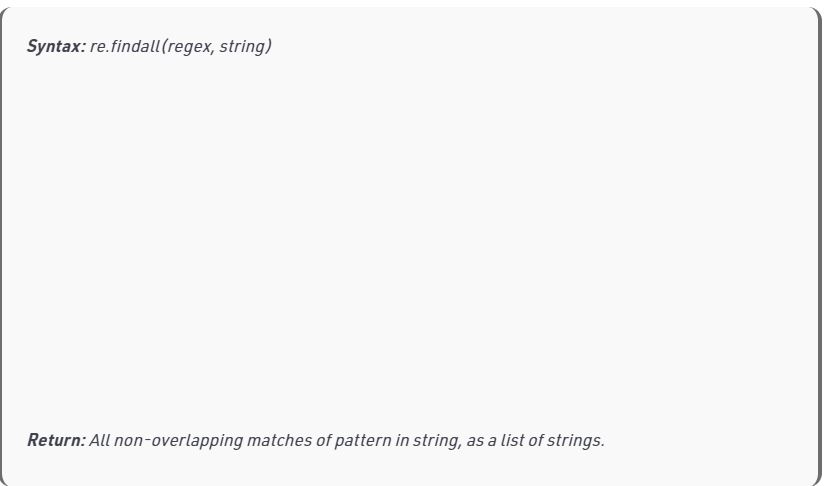 Syntax: re.findall(regex, string)
Return: All non-overlapping matches of pattern in string, as a list of strings.